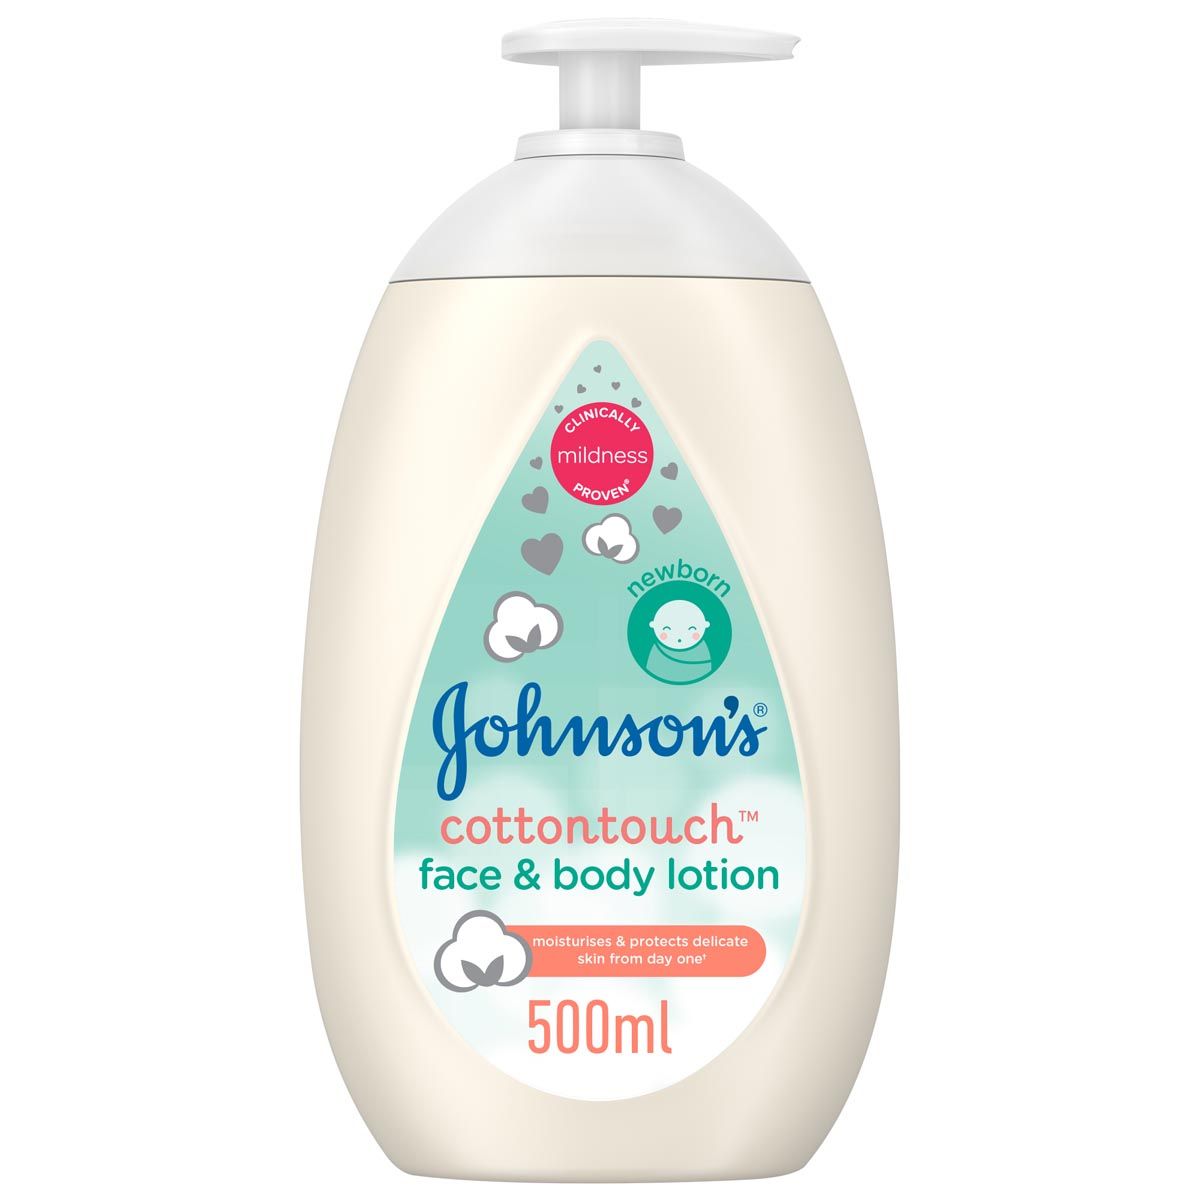 CLINICALLY
mildness
PROVEN®
newborn
Johnson's®
cottontouch™
face & body lotion
moisturises & protects delicate
skin from day one†
500ml